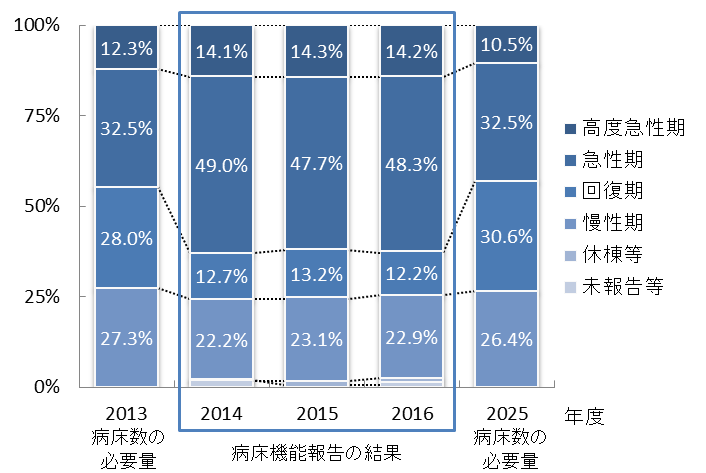 100%
75%
50%
25%
0%
12.3%
14.1%
14.3%
14.2%
10.5%
32.5%
49.0%
47.7%
48.3%
32.5%
28.0%
12.7%
13.2%
12.2%
30.6%
27.3%
22.2%
23.1%
22.9%
26.4%
高度急性期
急性期
回復期
慢性期
休棟等
未報告等
2013
病床数の
必要量
2014
2015
2016
病床機能報告の結果
2025
病床数の
必要量
年度